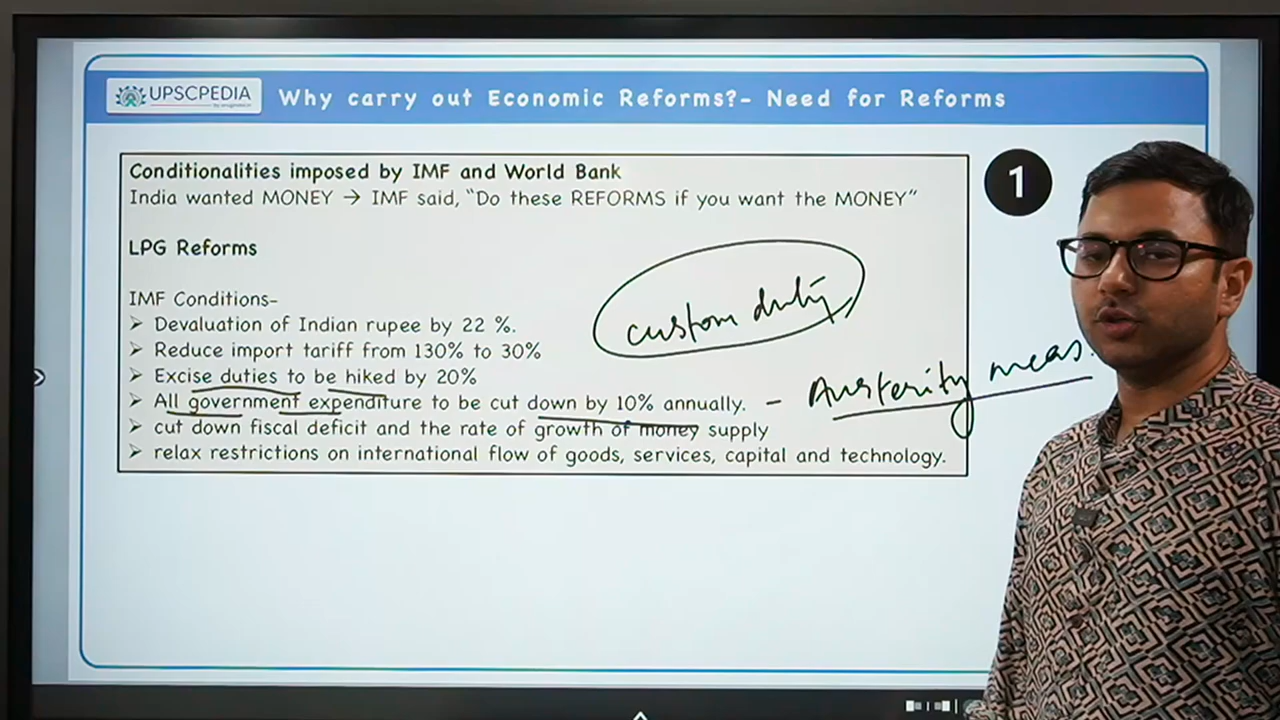 UPSCPEDIA
Why carry out Economic Reforms?- Need for Reforms
Conditionalities imposed by IMF and World Bank
India wanted MONEY → IMF said, “Do these REFORMS if you want the MONEY”
1
LPG Reforms
IMF Conditions-
➢ Devaluation of Indian rupee by 22 %.
➢ Reduce import tariff from 130% to 30%
custom duty
➢ Excise duties to be hiked by 20%
➢ All government expenditure to be cut down by 10% annually. - Austerity meas.
➢ cut down fiscal deficit and the rate of growth of money supply
➢ relax restrictions on international flow of goods, services, capital and technology.